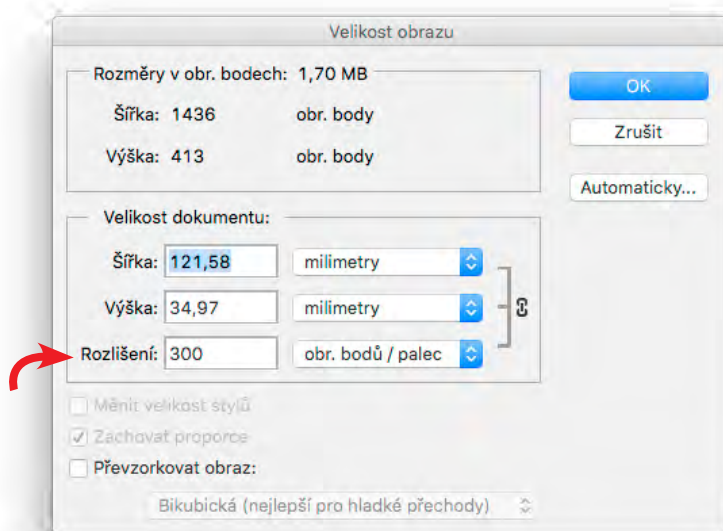 Velikost obrazu
Rozměry v obr. bodech: 1,70 MB
OK
Šířka: 1436 obr. body
Zrušit
Výška: 413 obr. body
Automaticky...
Velikost dokumentu:
Šířka: 121,58 milimetry
Výška: 34,97 milimetry
Rozlišení: 300 obr. bodů / palec
Měnit velikost stylů
Zachovat proporce
Převzorkovat obraz:
Bikubická (nejlepší pro hladké přechody)